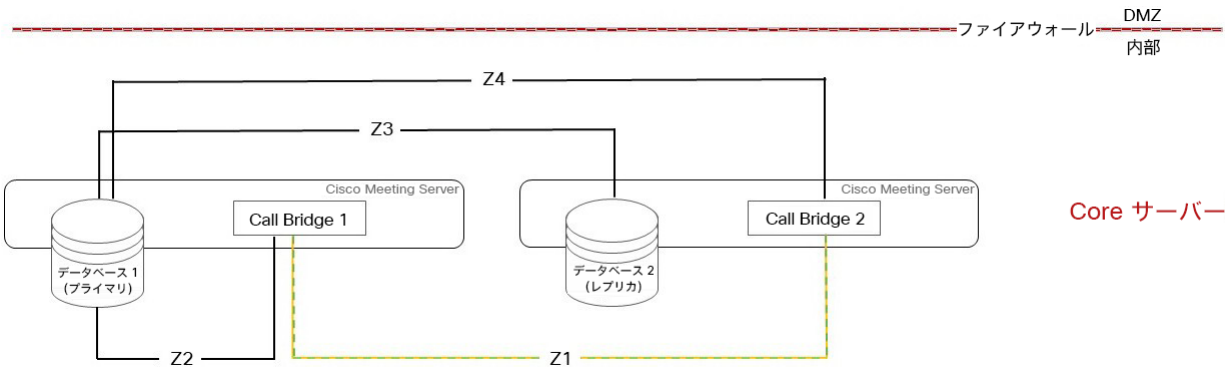 DMZ
ファイアウォール
内部
Z4
Z3
Cisco Meeting Server
Cisco Meeting Server
Call Bridge 1
Call Bridge 2
Core サーバー
データベース 1
(プライマリ)
データベース 2
(レプリカ)
Z2
Z1